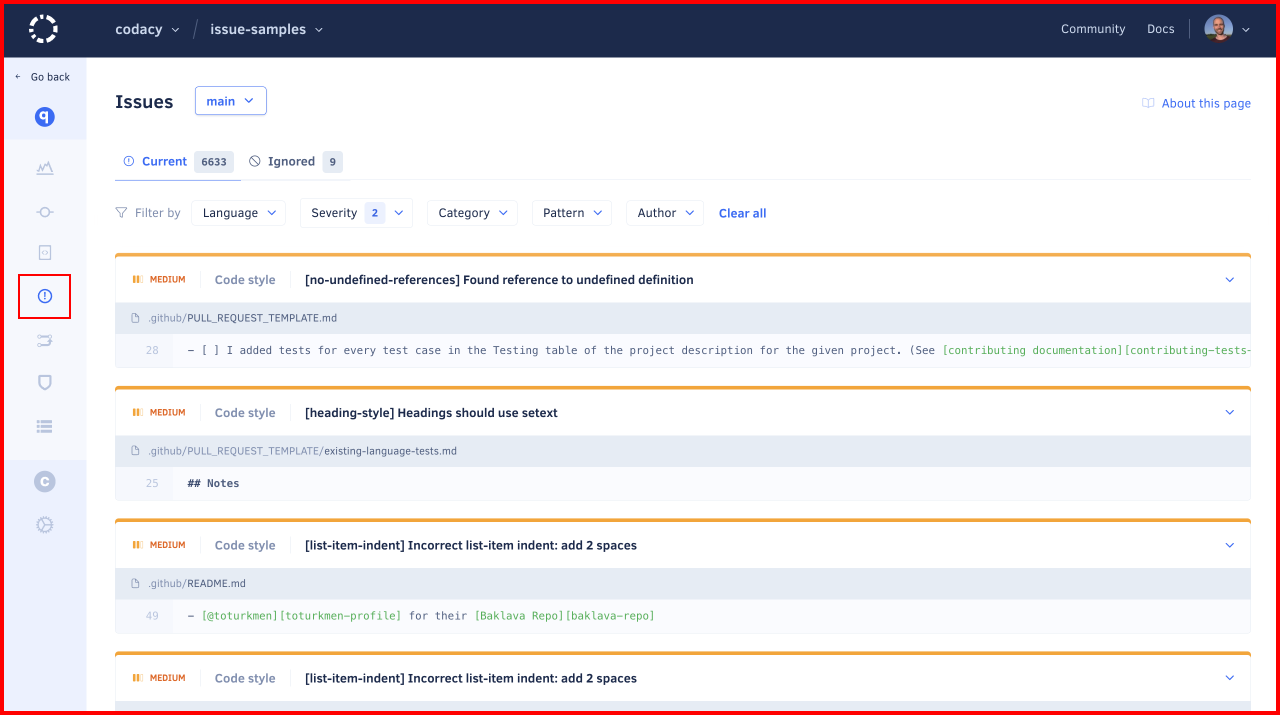 codacy / issue-samples
Community Docs
← Go back
q
Issues main
About this page
Current 6633 Ignored 9
Filter by Language Severity 2 Category Pattern Author Clear all
MEDIUM Code style [no-undefined-references] Found reference to undefined definition
.github/PULL_REQUEST_TEMPLATE.md
28 – [ ] I added tests for every test case in the Testing table of the project description for the given project. (See [contributing documentation][contributing-tests-
MEDIUM Code style [heading-style] Headings should use setext
.github/PULL_REQUEST_TEMPLATE/existing-language-tests.md
25 ## Notes
C
MEDIUM Code style [list-item-indent] Incorrect list-item indent: add 2 spaces
.github/README.md
49 – [@toturkmen][toturkmen-profile] for their [Baklava Repo][baklava-repo]
MEDIUM Code style [list-item-indent] Incorrect list-item indent: add 2 spaces